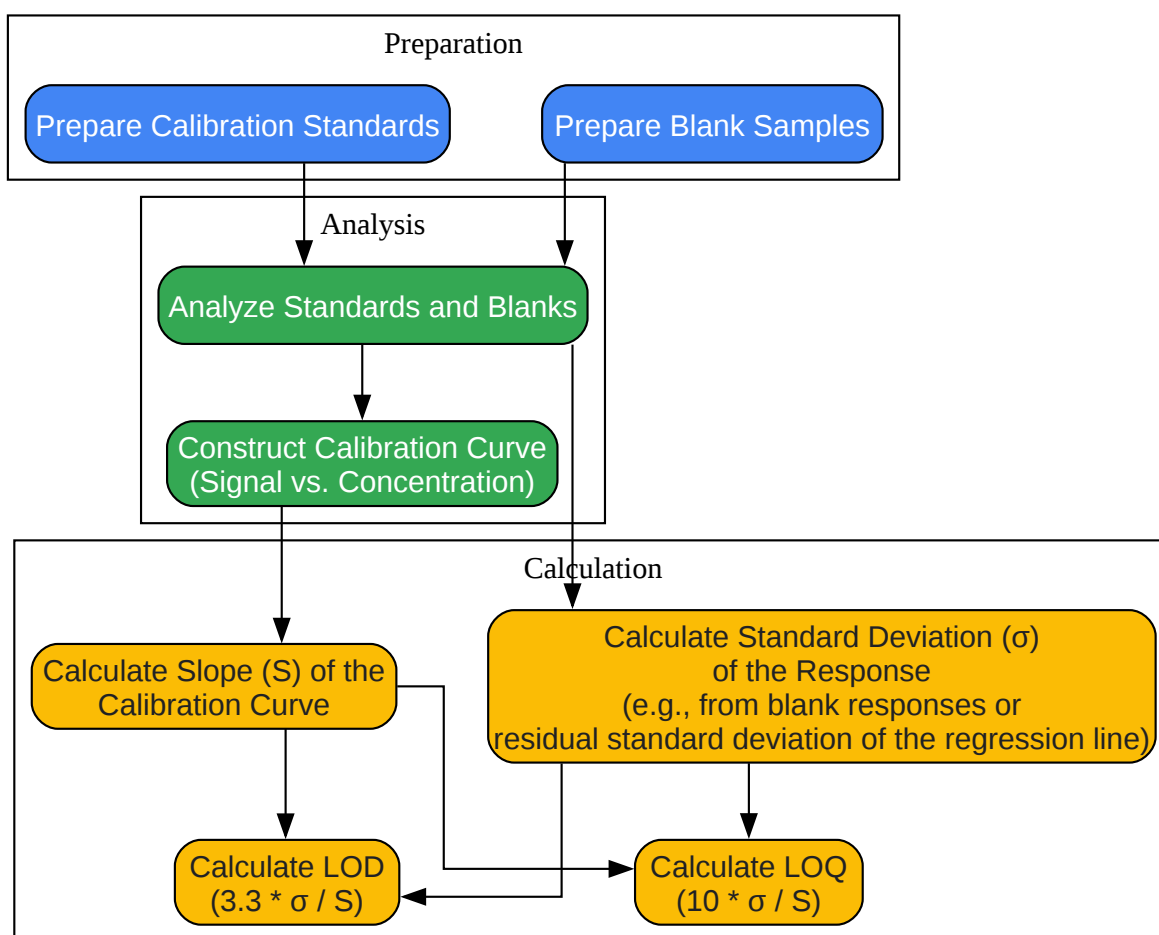 Preparation
Prepare Calibration Standards
Prepare Blank Samples
Analysis
Analyze Standards and Blanks
Construct Calibration Curve
(Signal vs. Concentration)
Calculation
Calculate Slope (S) of the
Calibration Curve
Calculate Standard Deviation (σ)
of the Response
(e.g., from blank responses or
residual standard deviation of the regression line)
Calculate LOD
(3.3 * σ / S)
Calculate LOQ
(10 * σ / S)